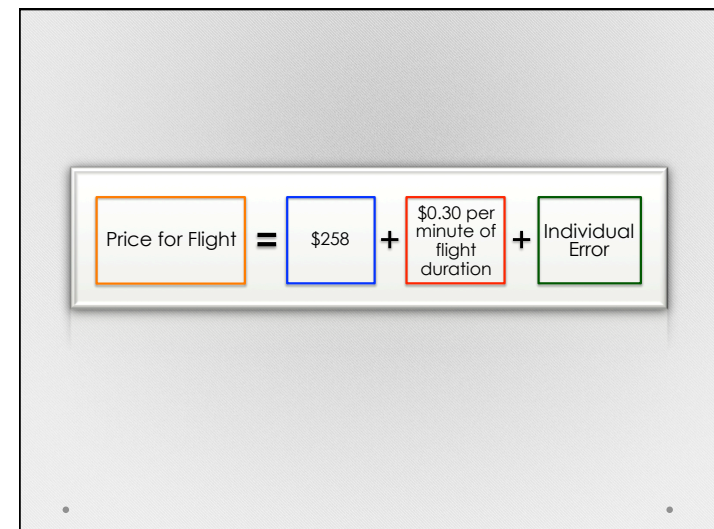 Price for Flight = $258 + $0.30 per
minute of
flight
duration + Individual
Error